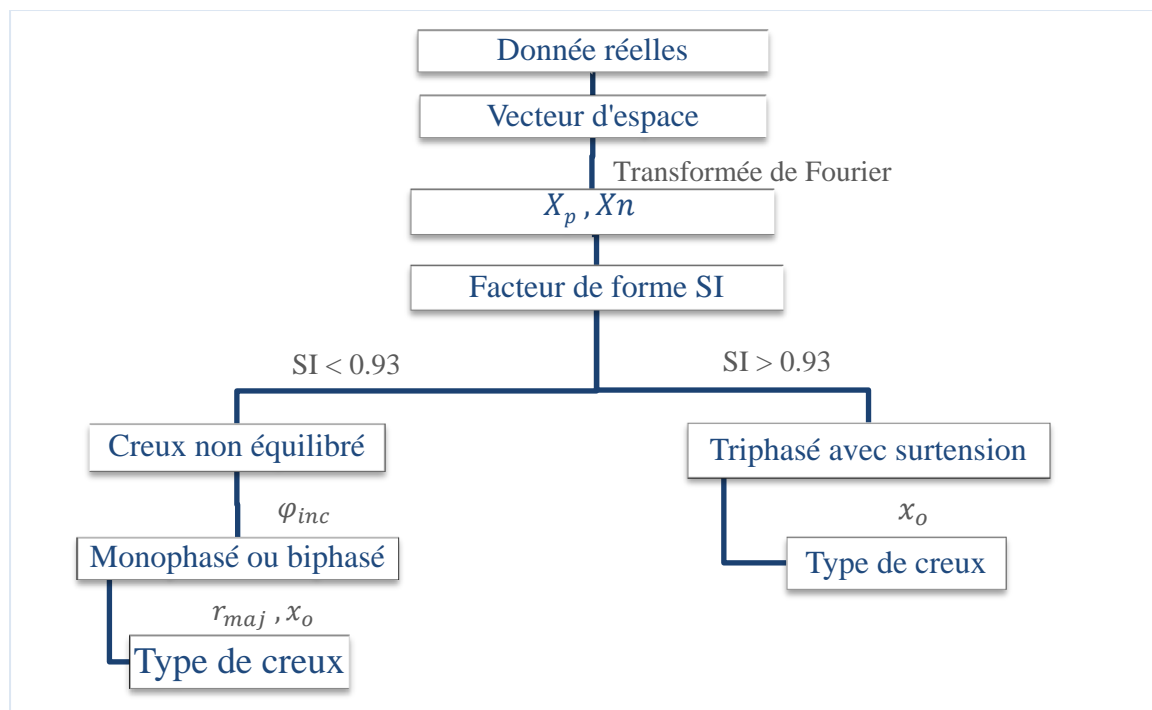 Donnée réelles
Vecteur d'espace
Transformée de Fourier
X_p , Xn
Facteur de forme SI
SI < 0.93
SI > 0.93
Creux non équilibré
Triphasé avec surtension
φ_inc
x_o
Monophasé ou biphasé
Type de creux
r_maj , x_o
Type de creux